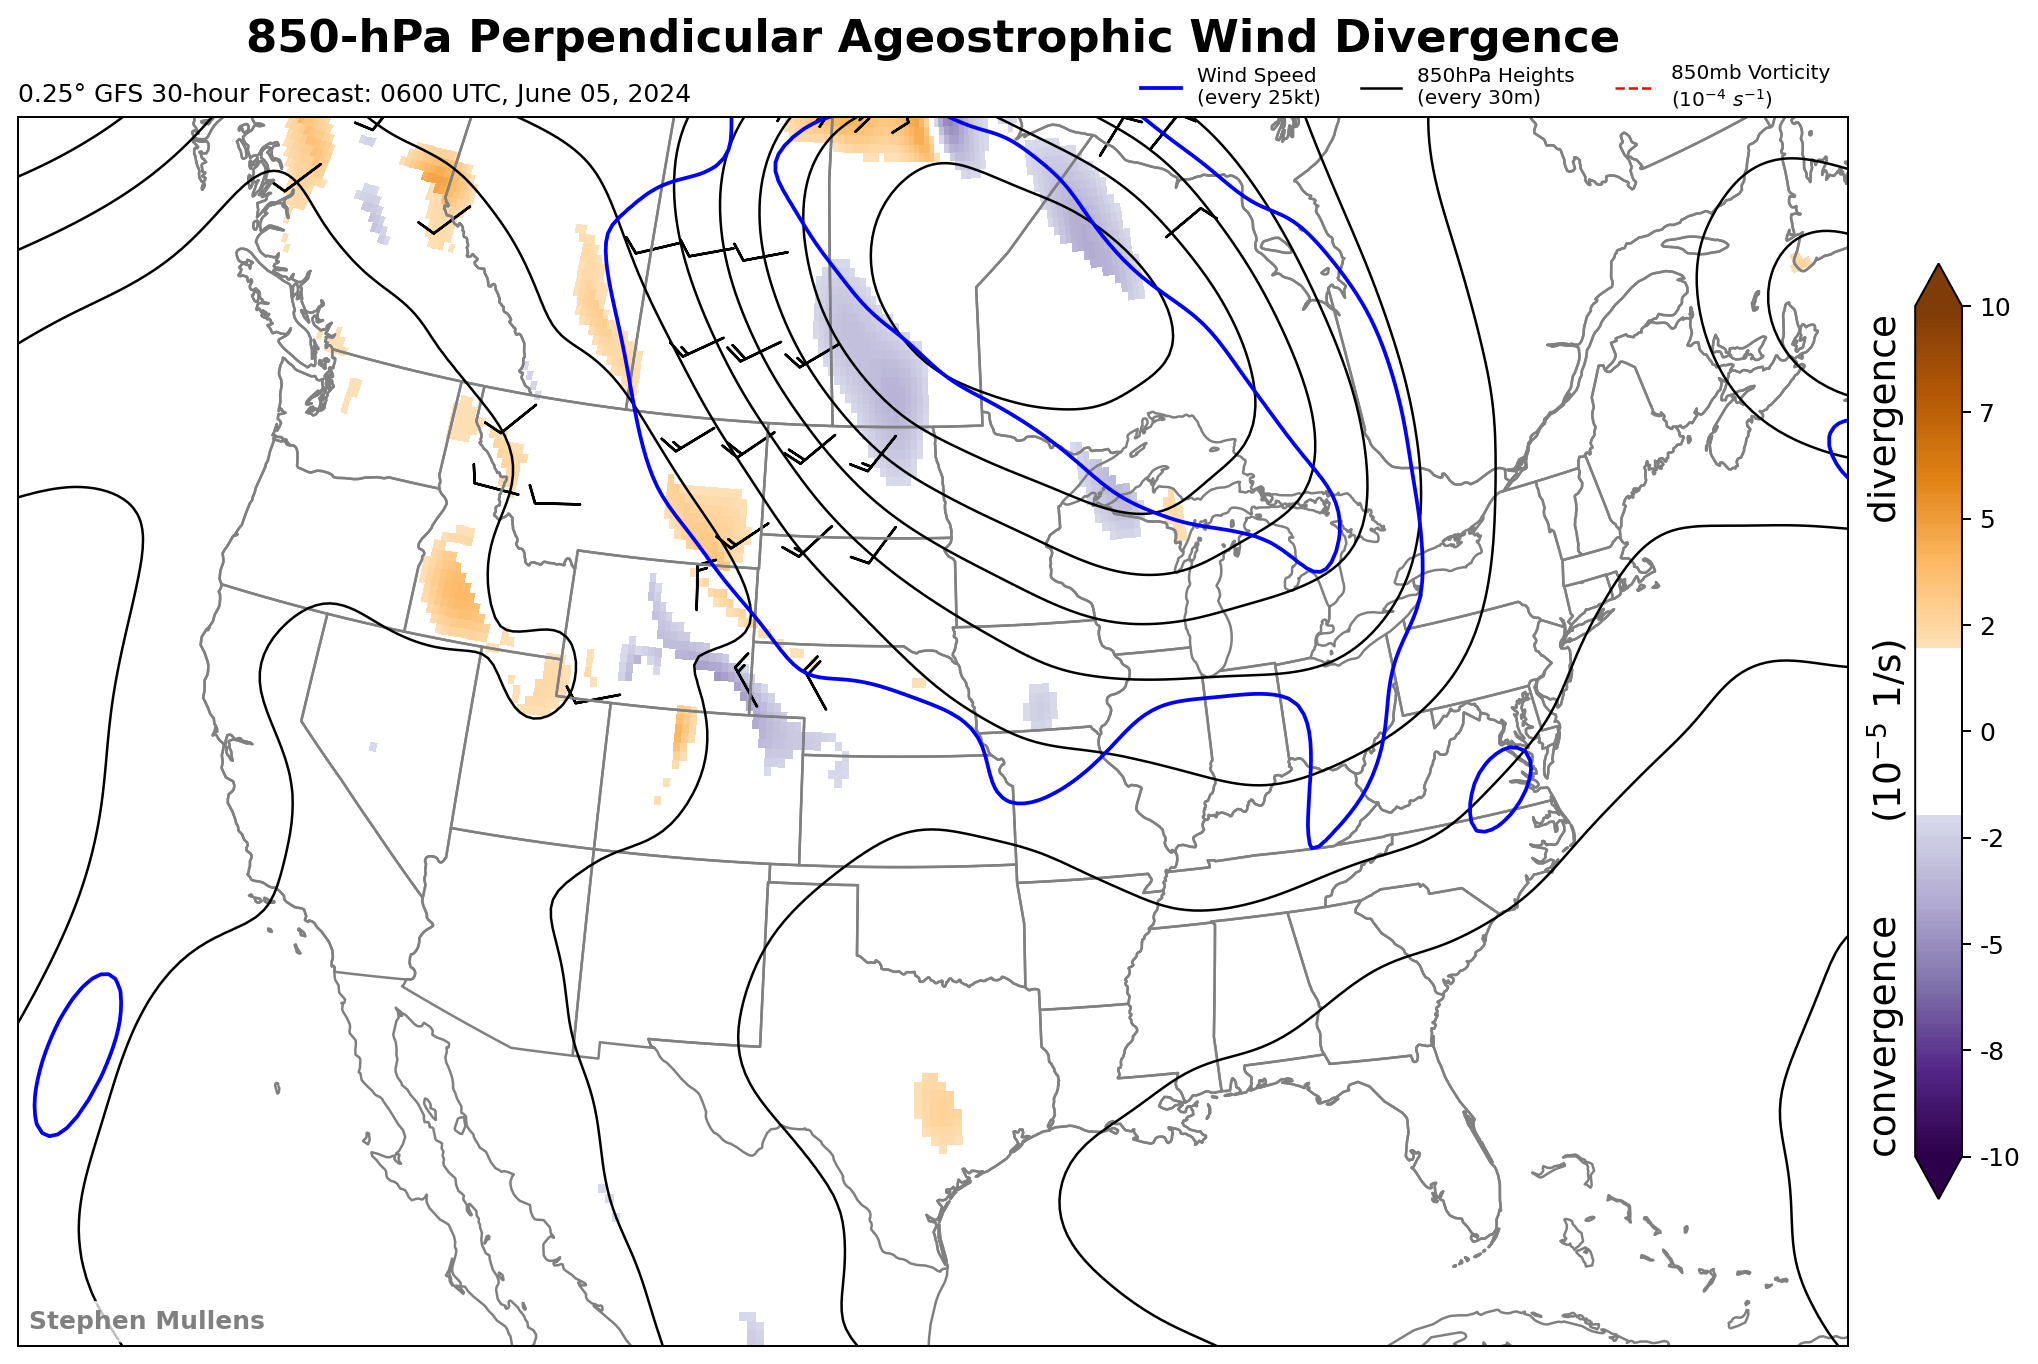 850-hPa Perpendicular Ageostrophic Wind Divergence
0.25° GFS 30-hour Forecast: 0600 UTC, June 05, 2024
Wind Speed
(every 25kt)
850hPa Heights
(every 30m)
850mb Vorticity
(10⁻⁴ s⁻¹)
10
7
5
2
0
-2
-5
-8
-10
convergence (10⁻⁵ 1/s) divergence
Stephen Mullens